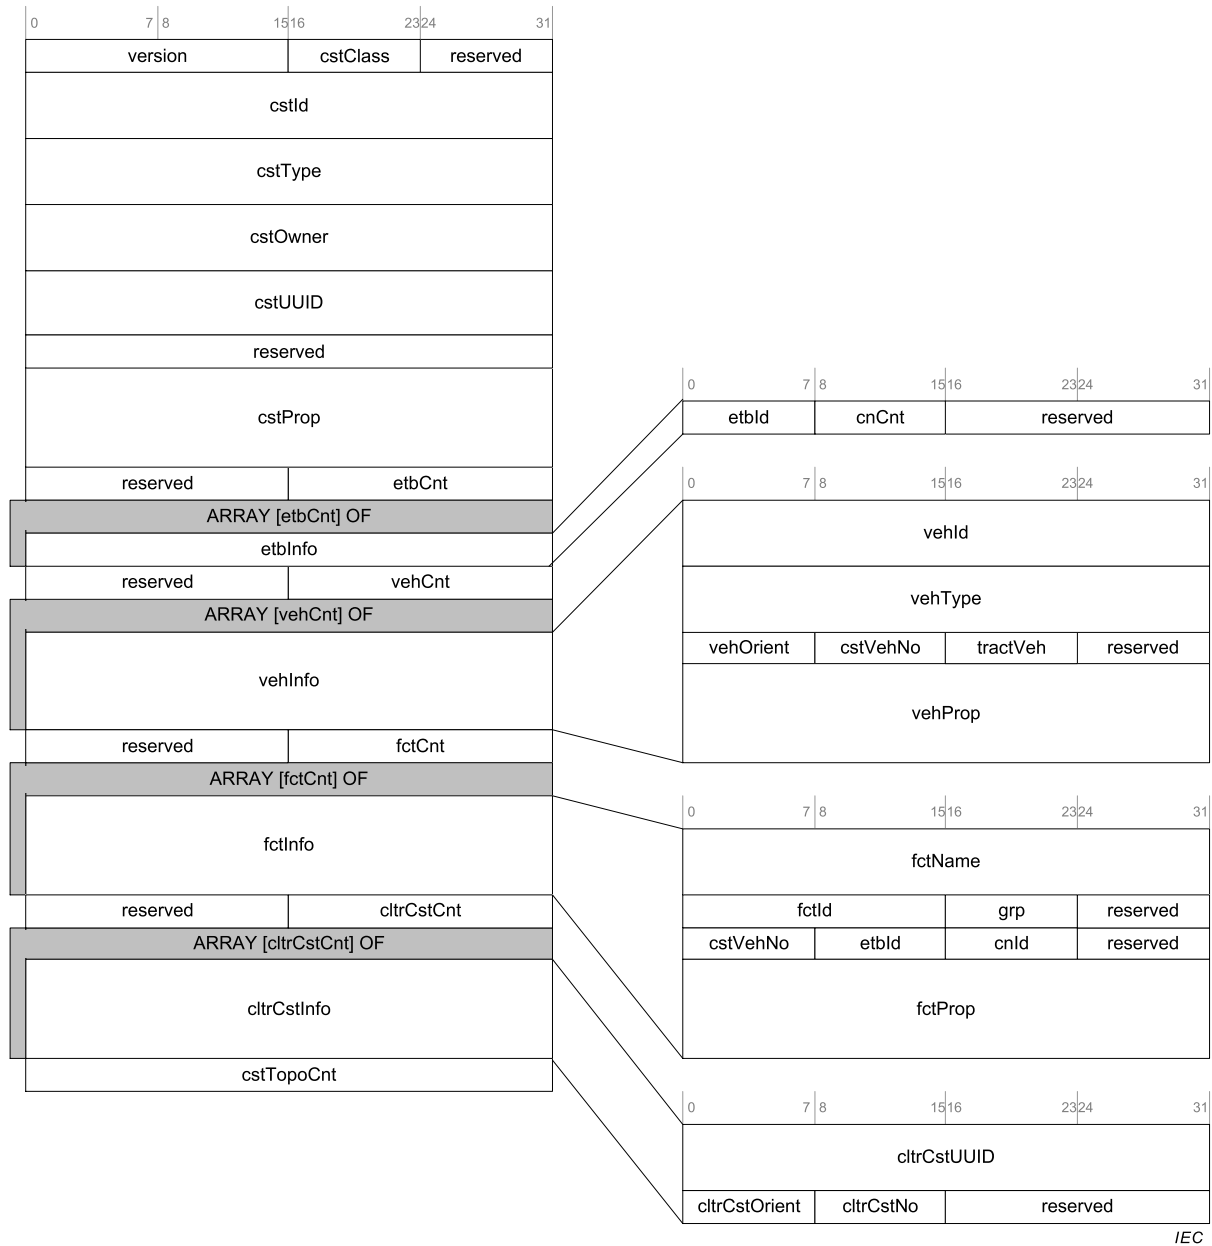 0 7 8 15 16 23 24 31
version cstClass reserved
cstId
cstType
cstOwner
cstUUID
reserved
cstProp
reserved etbCnt
ARRAY [etbCnt] OF
etbInfo
reserved vehCnt
ARRAY [vehCnt] OF
vehInfo
reserved fctCnt
ARRAY [fctCnt] OF
fctInfo
reserved cltrCstCnt
ARRAY [cltrCstCnt] OF
cltrCstInfo
cstTopoCnt
0 7 8 15 16 23 24 31
etbId cnCnt reserved
0 7 8 15 16 23 24 31
vehId
vehType
vehOrient cstVehNo tractVeh reserved
vehProp
0 7 8 15 16 23 24 31
fctName
fctId grp reserved
cstVehNo etbId cnId reserved
fctProp
0 7 8 15 16 23 24 31
cltrCstUUID
cltrCstOrient cltrCstNo reserved
IEC